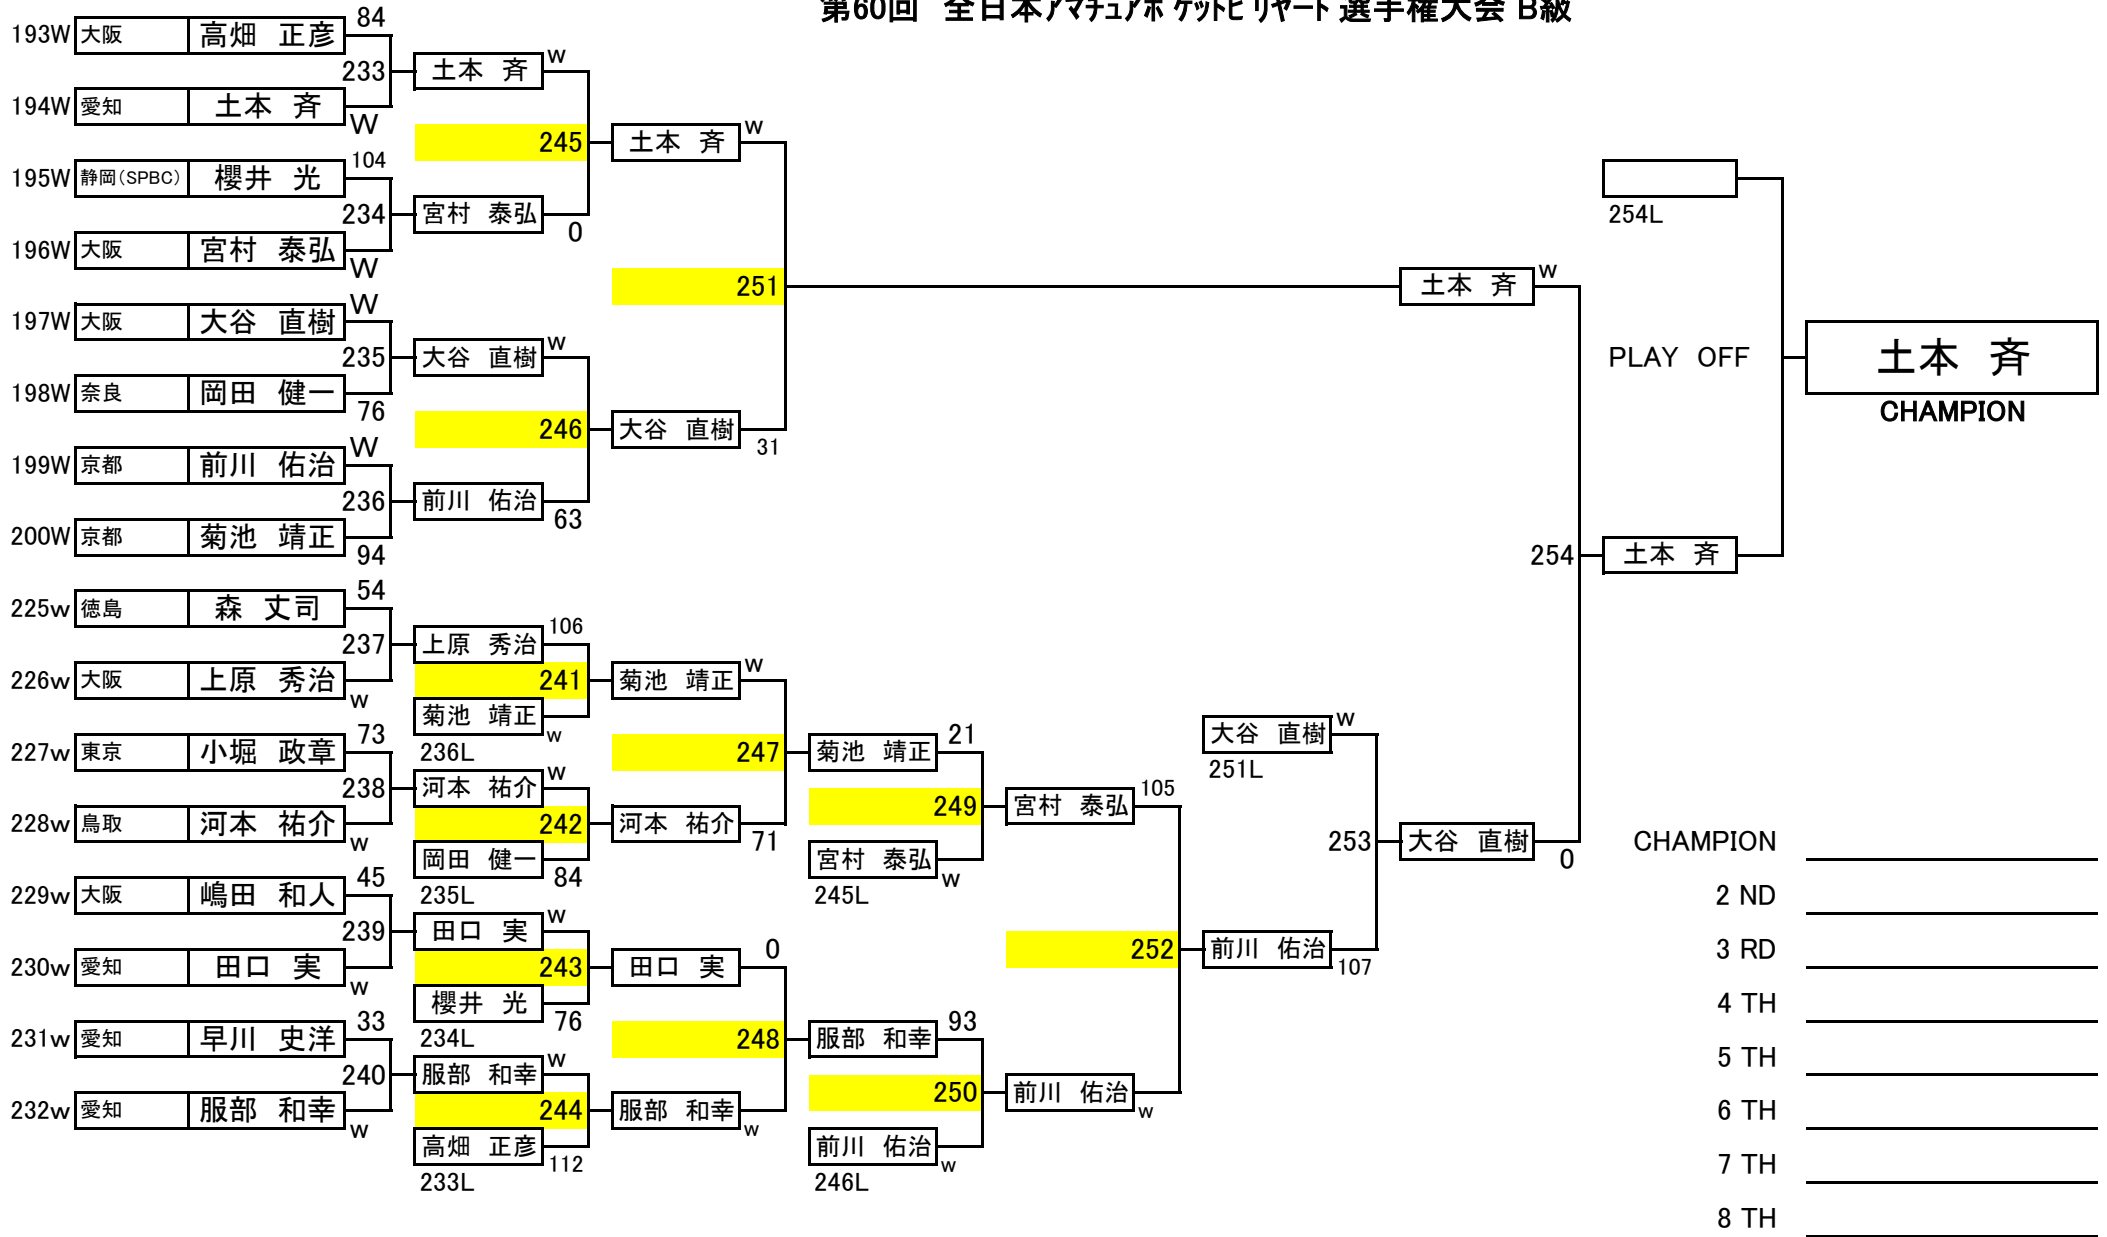 第60回 全日本アマチュアポケットビリヤード選手権大会 B級
193W 大阪 高畑 正彦 84
233 土本 斉 w
194W 愛知 土本 斉 W
245 土本 斉 w
195W 静岡(SPBC) 櫻井 光 104
234 宮村 泰弘 0
196W 大阪 宮村 泰弘 W
254L
251 土本 斉 w
197W 大阪 大谷 直樹 W
235 大谷 直樹 w
PLAY OFF 土本 斉
198W 奈良 岡田 健一 76
CHAMPION
246 大谷 直樹 31
199W 京都 前川 佑治 W
236 前川 佑治 63
200W 京都 菊池 靖正 94
254 土本 斉
225w 徳島 森 丈司 54
237 上原 秀治 106
226w 大阪 上原 秀治 w
241 菊池 靖正 w
菊池 靖正 w
236L
大谷 直樹 w
251L
227w 東京 小堀 政章 73
247 菊池 靖正 21
238 河本 祐介 w
249 宮村 泰弘 105
228w 鳥取 河本 祐介 w
242 河本 祐介 71
253 大谷 直樹 0
CHAMPION
岡田 健一 84
235L
宮村 泰弘 w
245L
229w 大阪 嶋田 和人 45
2 ND
239 田口 実 w
252 前川 佑治 107
3 RD
230w 愛知 田口 実 w
243 田口 実 0
櫻井 光 76
234L
4 TH
231w 愛知 早川 史洋 33
248 服部 和幸 93
5 TH
240 服部 和幸 w
250 前川 佑治 w
232w 愛知 服部 和幸 w
244 服部 和幸 w
6 TH
高畑 正彦 112
233L
前川 佑治 w
246L
7 TH
8 TH